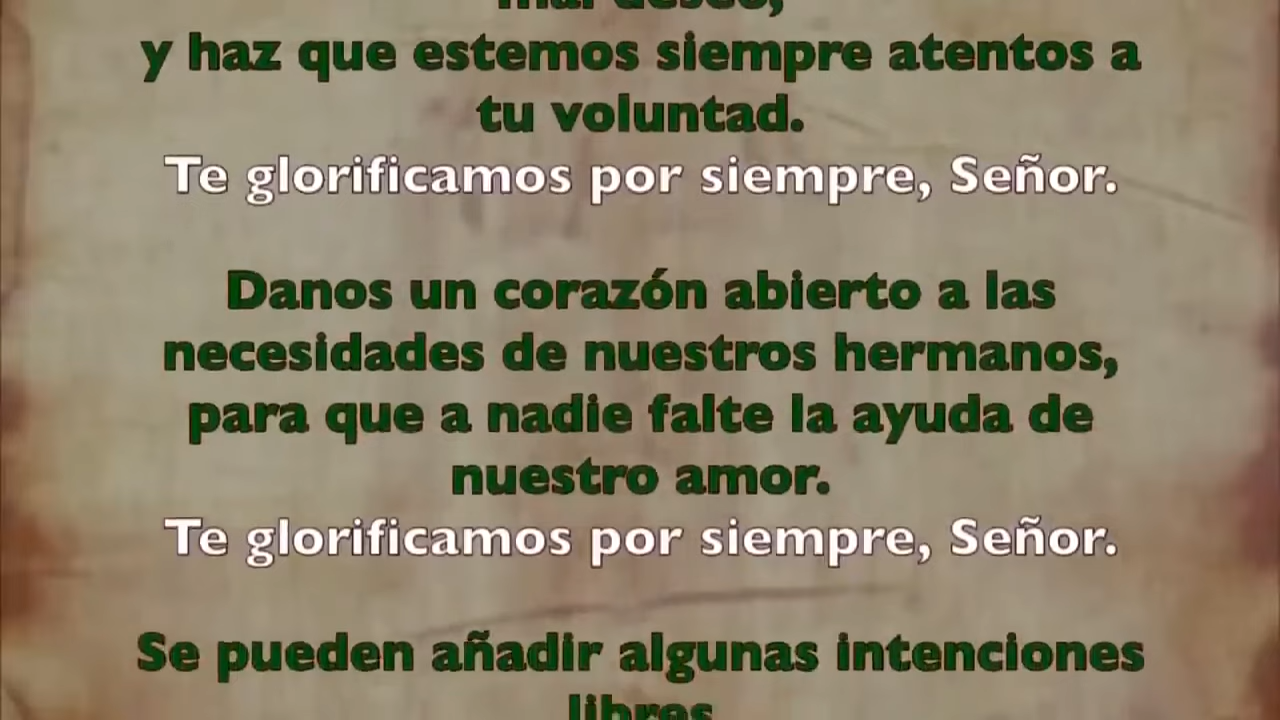 mal deseo,
y haz que estemos siempre atentos a
tu voluntad.
Te glorificamos por siempre, Señor.
Danos un corazón abierto a las
necesidades de nuestros hermanos,
para que a nadie falte la ayuda de
nuestro amor.
Te glorificamos por siempre, Señor.
Se pueden añadir algunas intenciones
libres